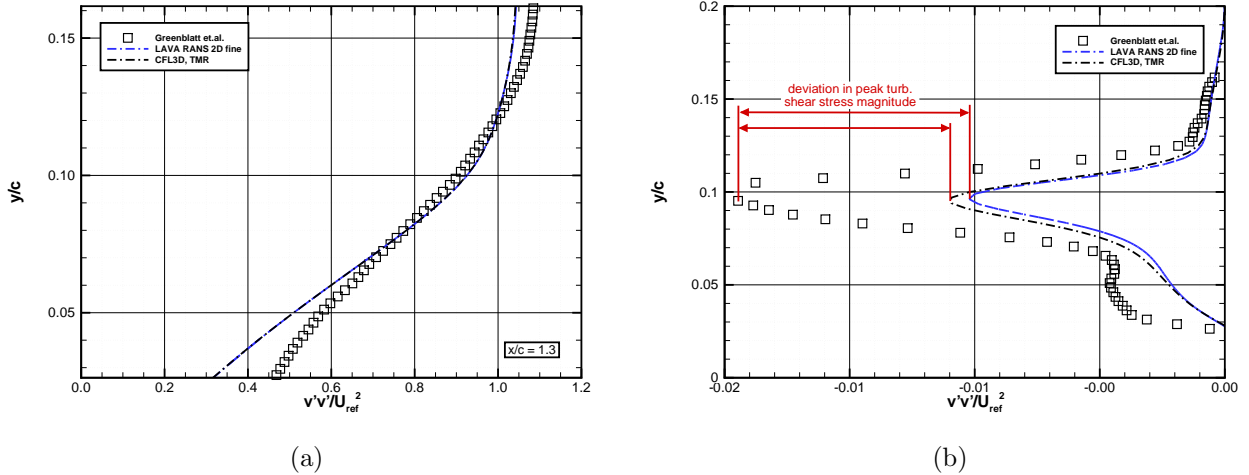 0.15
0.10
0.05
y/c
Greenblatt et.al.
LAVA RANS 2D fine
CFL3D, TMR
x/c = 1.3
0.0 0.2 0.4 0.6 0.8 1.0 1.2
v'v'/U_ref^2
(a)
0.2
0.15
0.1
0.05
0
y/c
Greenblatt et.al.
LAVA RANS 2D fine
CFL3D, TMR
deviation in peak turb.
shear stress magnitude
-0.02 -0.01 -0.01 -0.00 0.00
v'v'/U_ref^2
(b)